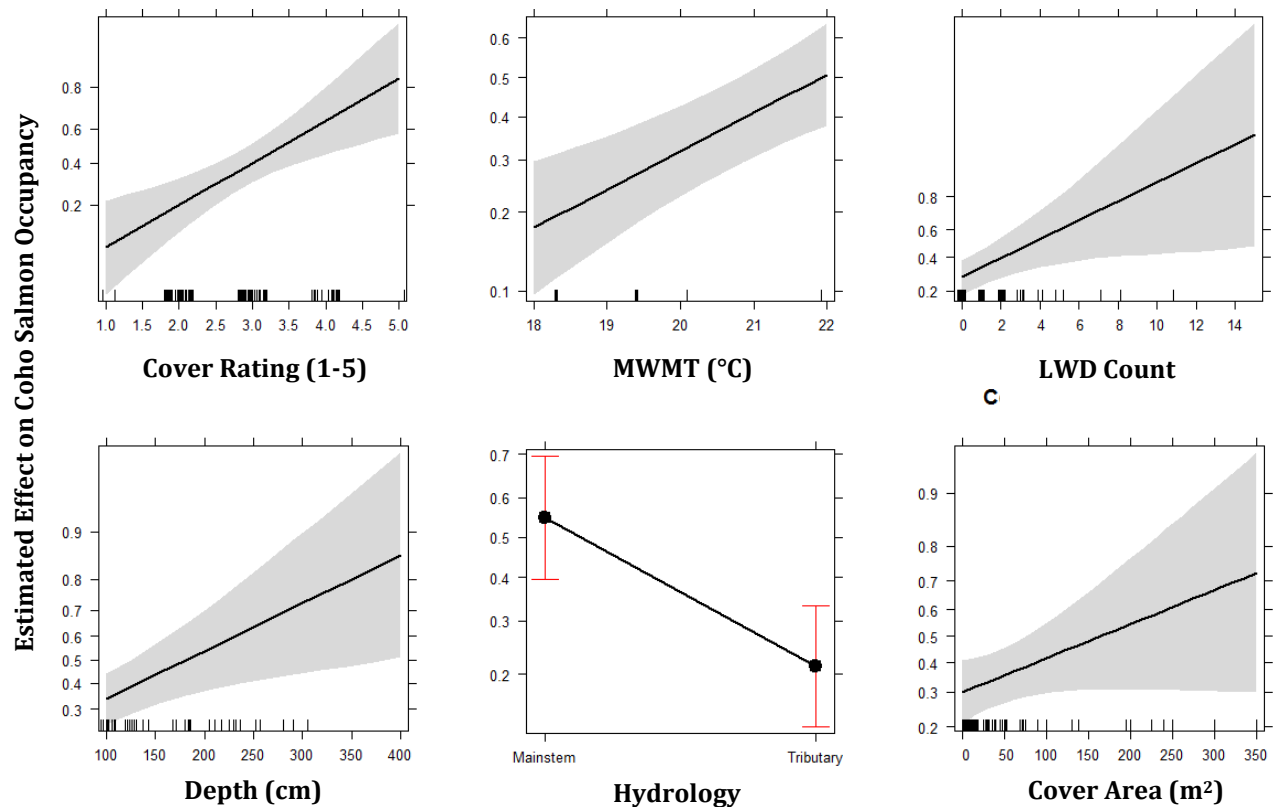 Estimated Effect on Coho Salmon Occupancy
0.8
0.6
0.4
0.2
1.0 1.5 2.0 2.5 3.0 3.5 4.0 4.5 5.0
Cover Rating (1-5)
0.6
0.5
0.4
0.3
0.2
0.1
18 19 20 21 22
MWMT (°C)
0.8
0.6
0.4
0.2
0 2 4 6 8 10 12 14
LWD Count
C
0.9
0.8
0.7
0.6
0.5
0.4
0.3
100 150 200 250 300 350 400
Depth (cm)
0.7
0.6
0.5
0.4
0.3
0.2
Mainstem Tributary
Hydrology
0.9
0.8
0.7
0.6
0.5
0.4
0.3
0.2
0 50 100 150 200 250 300 350
Cover Area (m²)